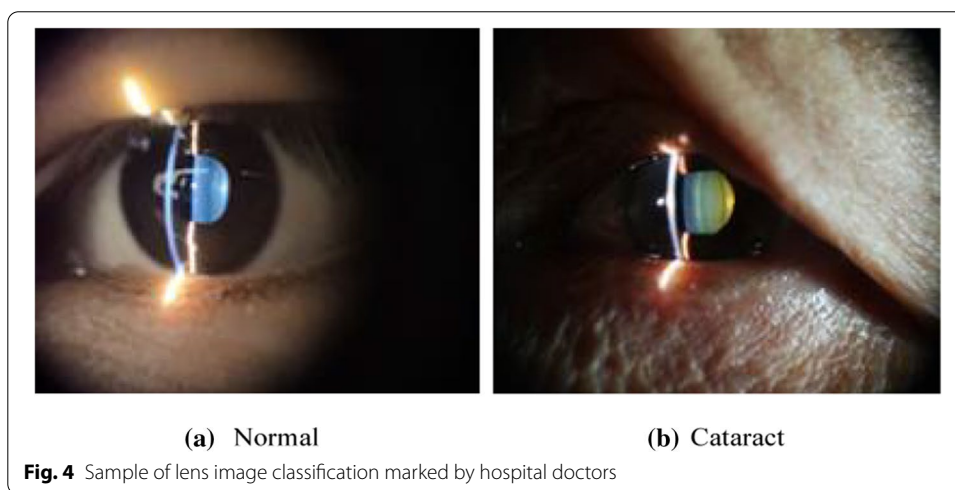 (a) Normal
(b) Cataract
Fig. 4 Sample of lens image classification marked by hospital doctors